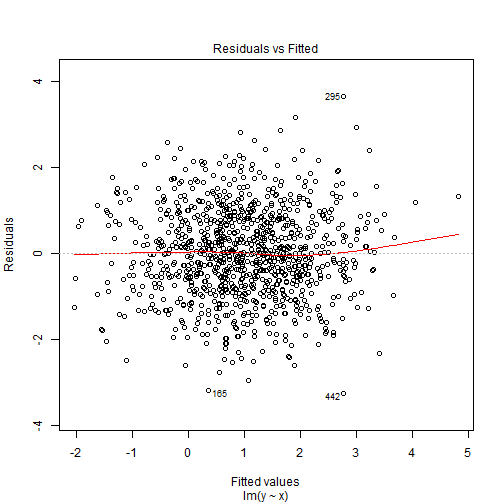 Residuals vs Fitted
4
2
0
-2
-4
Residuals
295
165
442
-2 -1 0 1 2 3 4 5
Fitted values
lm(y ~ x)